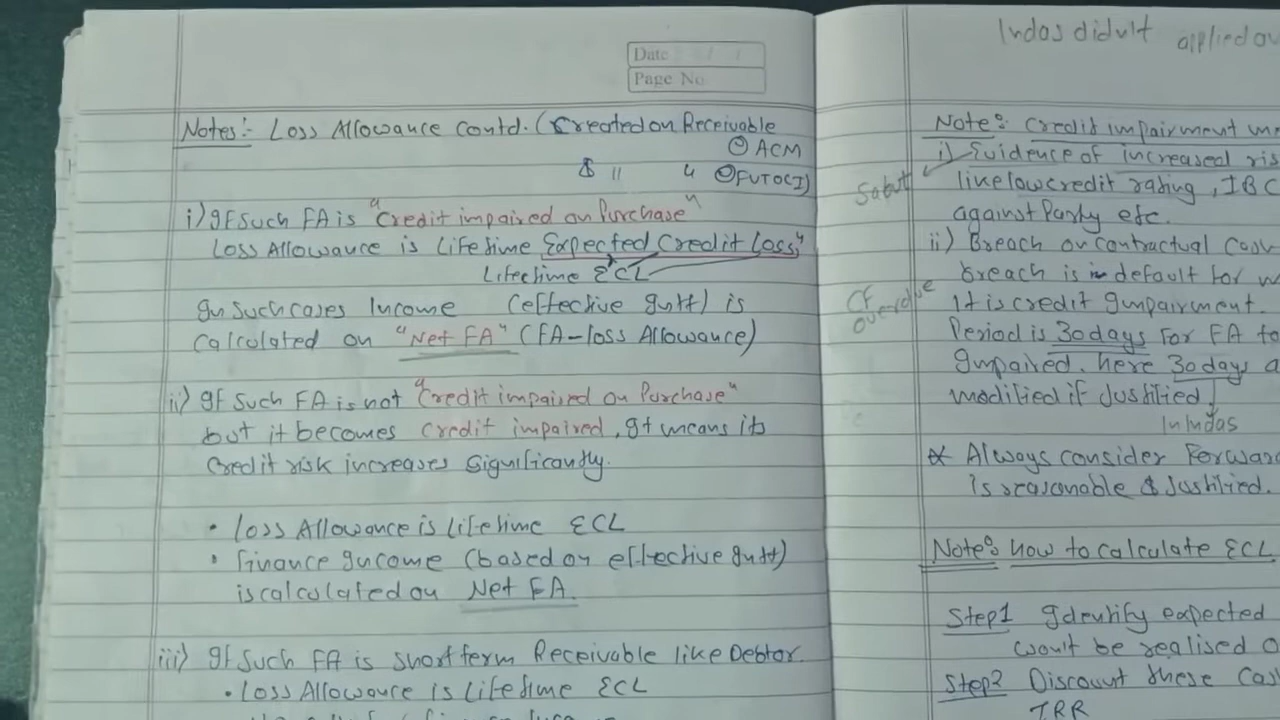 Date
Page No
Notes:- Loss Allowance contd. (Created on Receivable
@ ACM
& 〃 〃 @ FVTOCI)
i) If Such FA is "Credit impaired on Purchase"
Loss Allowance is Lifetime Expected Credit Loss"
Lifetime ECL
In such cases Income (effective Intt) is
Calculated on "Net FA" (FA-loss Allowance)
ii) If Such FA is not "Credit impaired on Purchase"
but it becomes credit impaired, It means its
Credit risk increases Significantly.
• Loss Allowance is Lifetime ECL
• Finance Income (based on effective Intt)
is calculated on Net FA.
iii) If Such FA is Short term Receivable like Debtor.
• Loss Allowance is Lifetime ECL
Indas didn't applied
Note: Credit impairment
i) Evidence of increased
like low credit rating, IBC
against Party etc.
ii) Breach on contractual
breach is in default for
It is credit Impairment.
Period is 30 days for FA to
Impaired. here 30 days
modified if Justified
In Indas
* Always consider Forward
is reasonable & Justified.
CF
overdue
Note: How to calculate ECL
Step1 Identify expected
won't be realised
Step2 Discount these
IRR